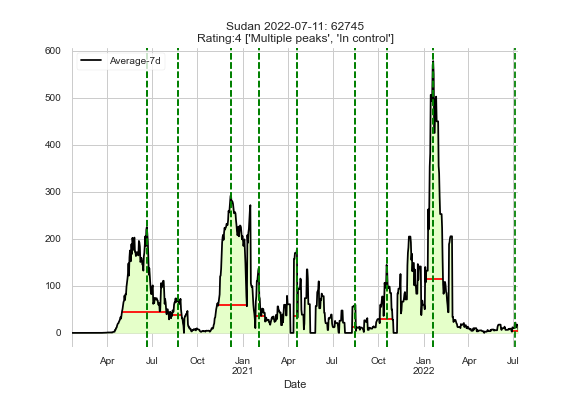 Sudan 2022-07-11: 62745
Rating:4 ['Multiple peaks', 'In control']
Average-7d
600
500
400
300
200
100
0
Apr Jul Oct Jan Apr Jul Oct Jan Apr Jul
2021 2022
Date